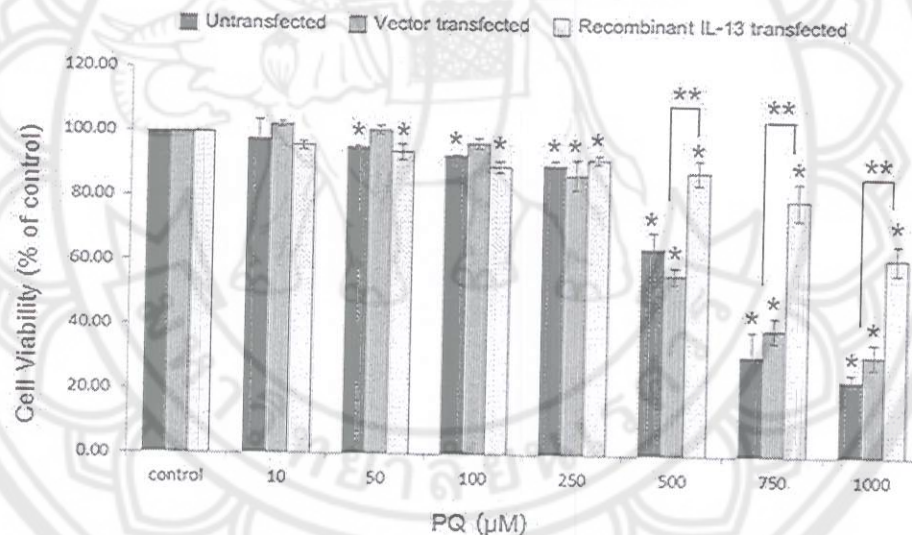 Untransfected Vector transfected Recombinant IL-13 transfected
120.00
100.00
80.00
60.00
40.00
20.00
0.00
Cell Viability (% of control)
* * * * * * * * * * * * * * * * *
** ** **
control 10 50 100 250 500 750. 1000
PQ (μM)